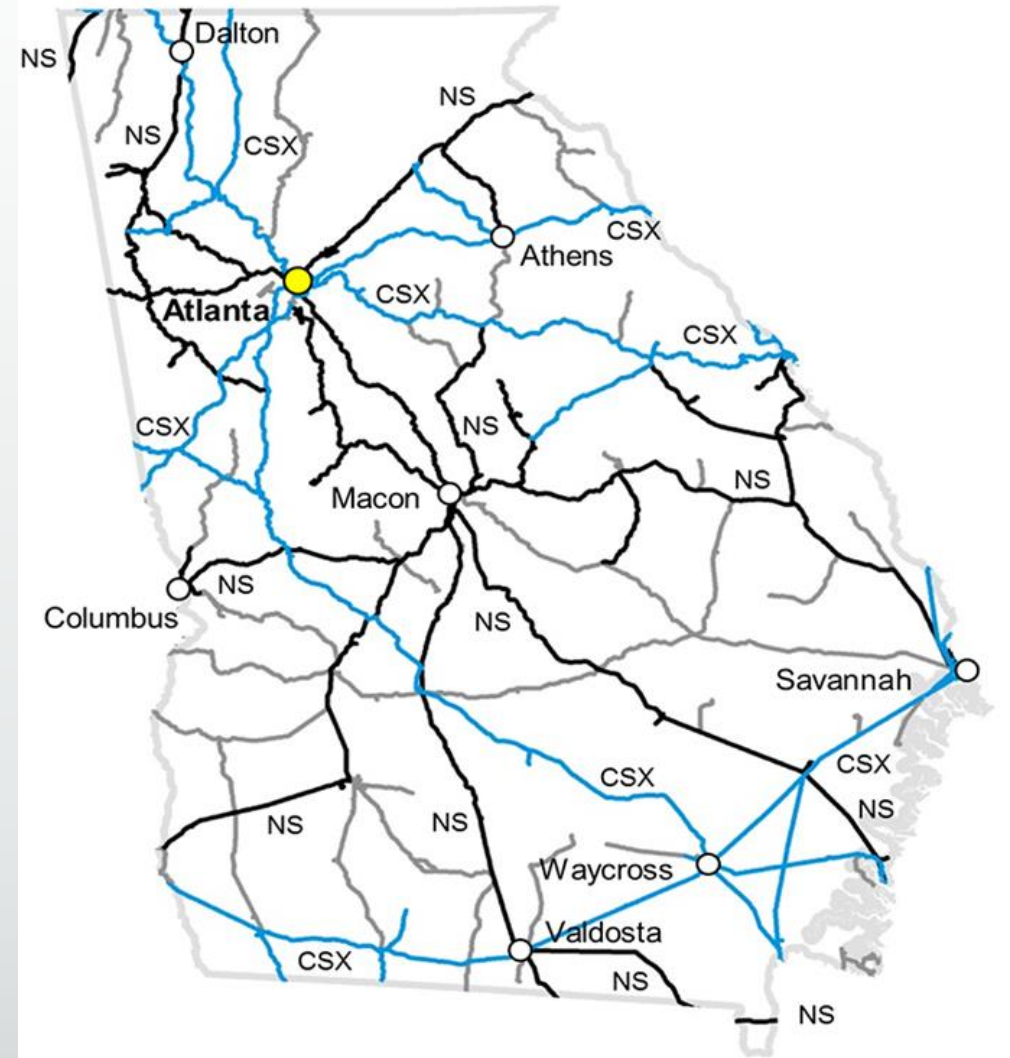 Dalton
NS
NS
NS
CSX
CSX
Athens
CSX
Atlanta
CSX
CSX
NS
NS
Macon
NS
Columbus
NS
Savannah
CSX
CSX
NS
NS
NS
Waycross
Valdosta
CSX
NS
NS